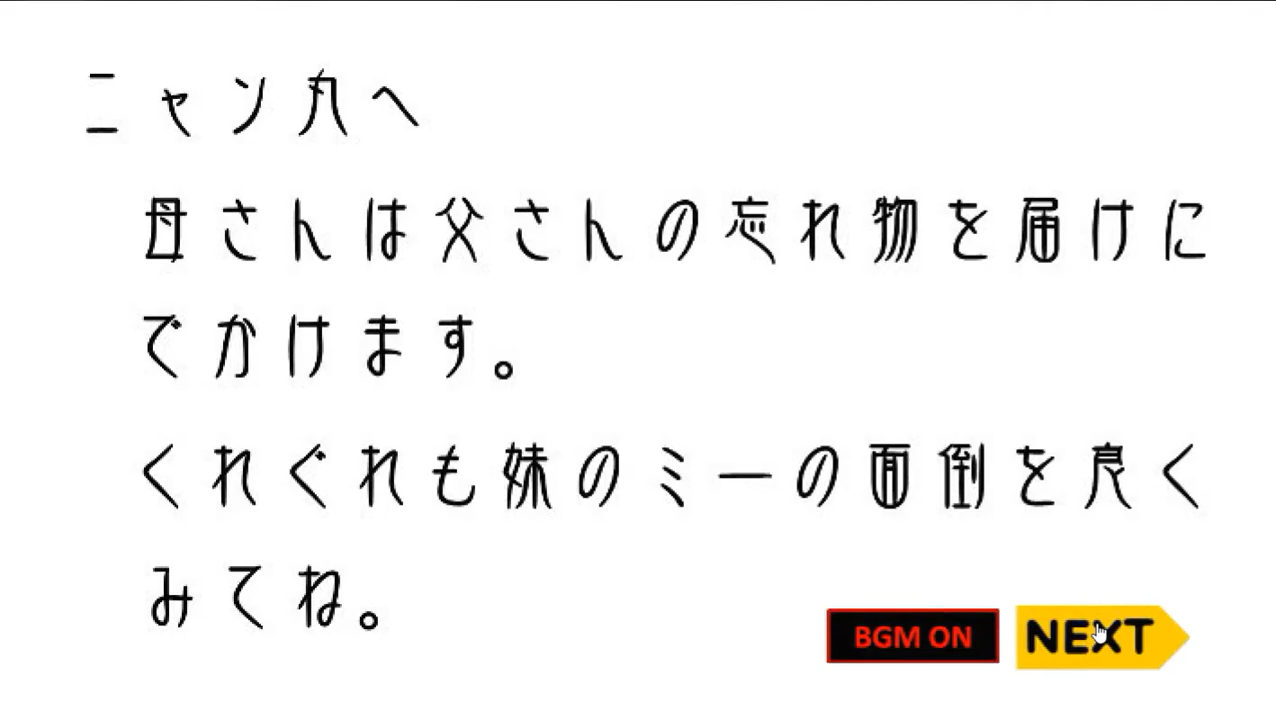 ニャン丸へ
母さんは父さんの忘れ物を届けに
でかけます。
くれぐれも妹のミーの面倒を良く
みてね。
BGM ON
NEXT